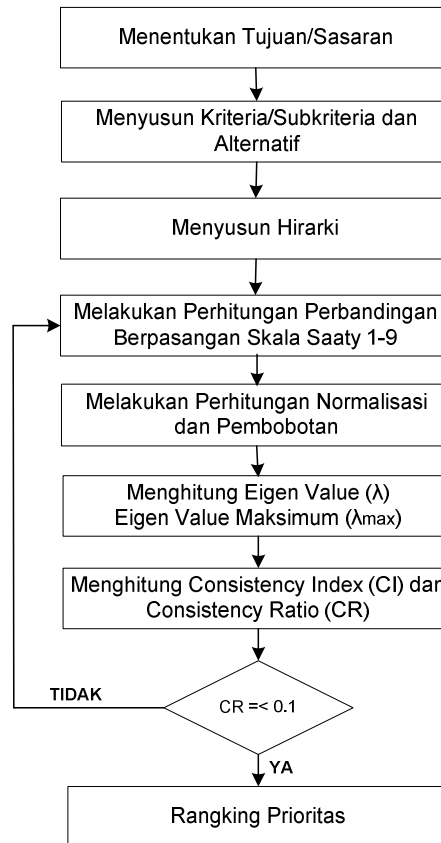 Menentukan Tujuan/Sasaran
Menyusun Kriteria/Subkriteria dan
Alternatif
Menyusun Hirarki
Melakukan Perhitungan Perbandingan
Berpasangan Skala Saaty 1-9
Melakukan Perhitungan Normalisasi
dan Pembobotan
Menghitung Eigen Value (λ)
Eigen Value Maksimum (λmax)
Menghitung Consistency Index (CI) dan
Consistency Ratio (CR)
TIDAK
CR =< 0.1
YA
Rangking Prioritas